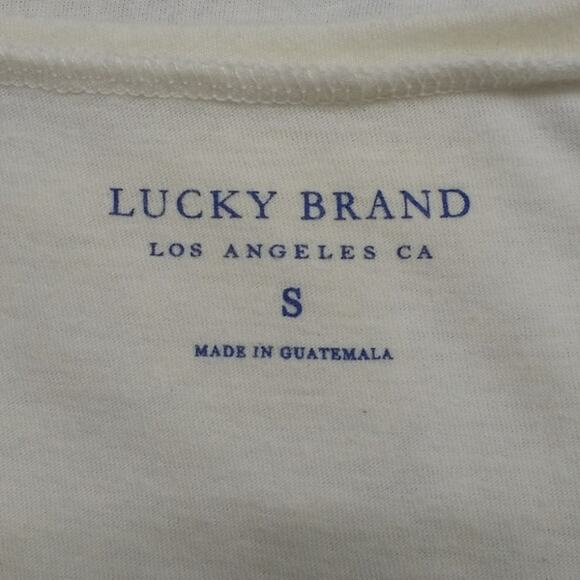 LUCKY BRAND
LOS ANGELES CA
S
MADE IN GUATEMALA